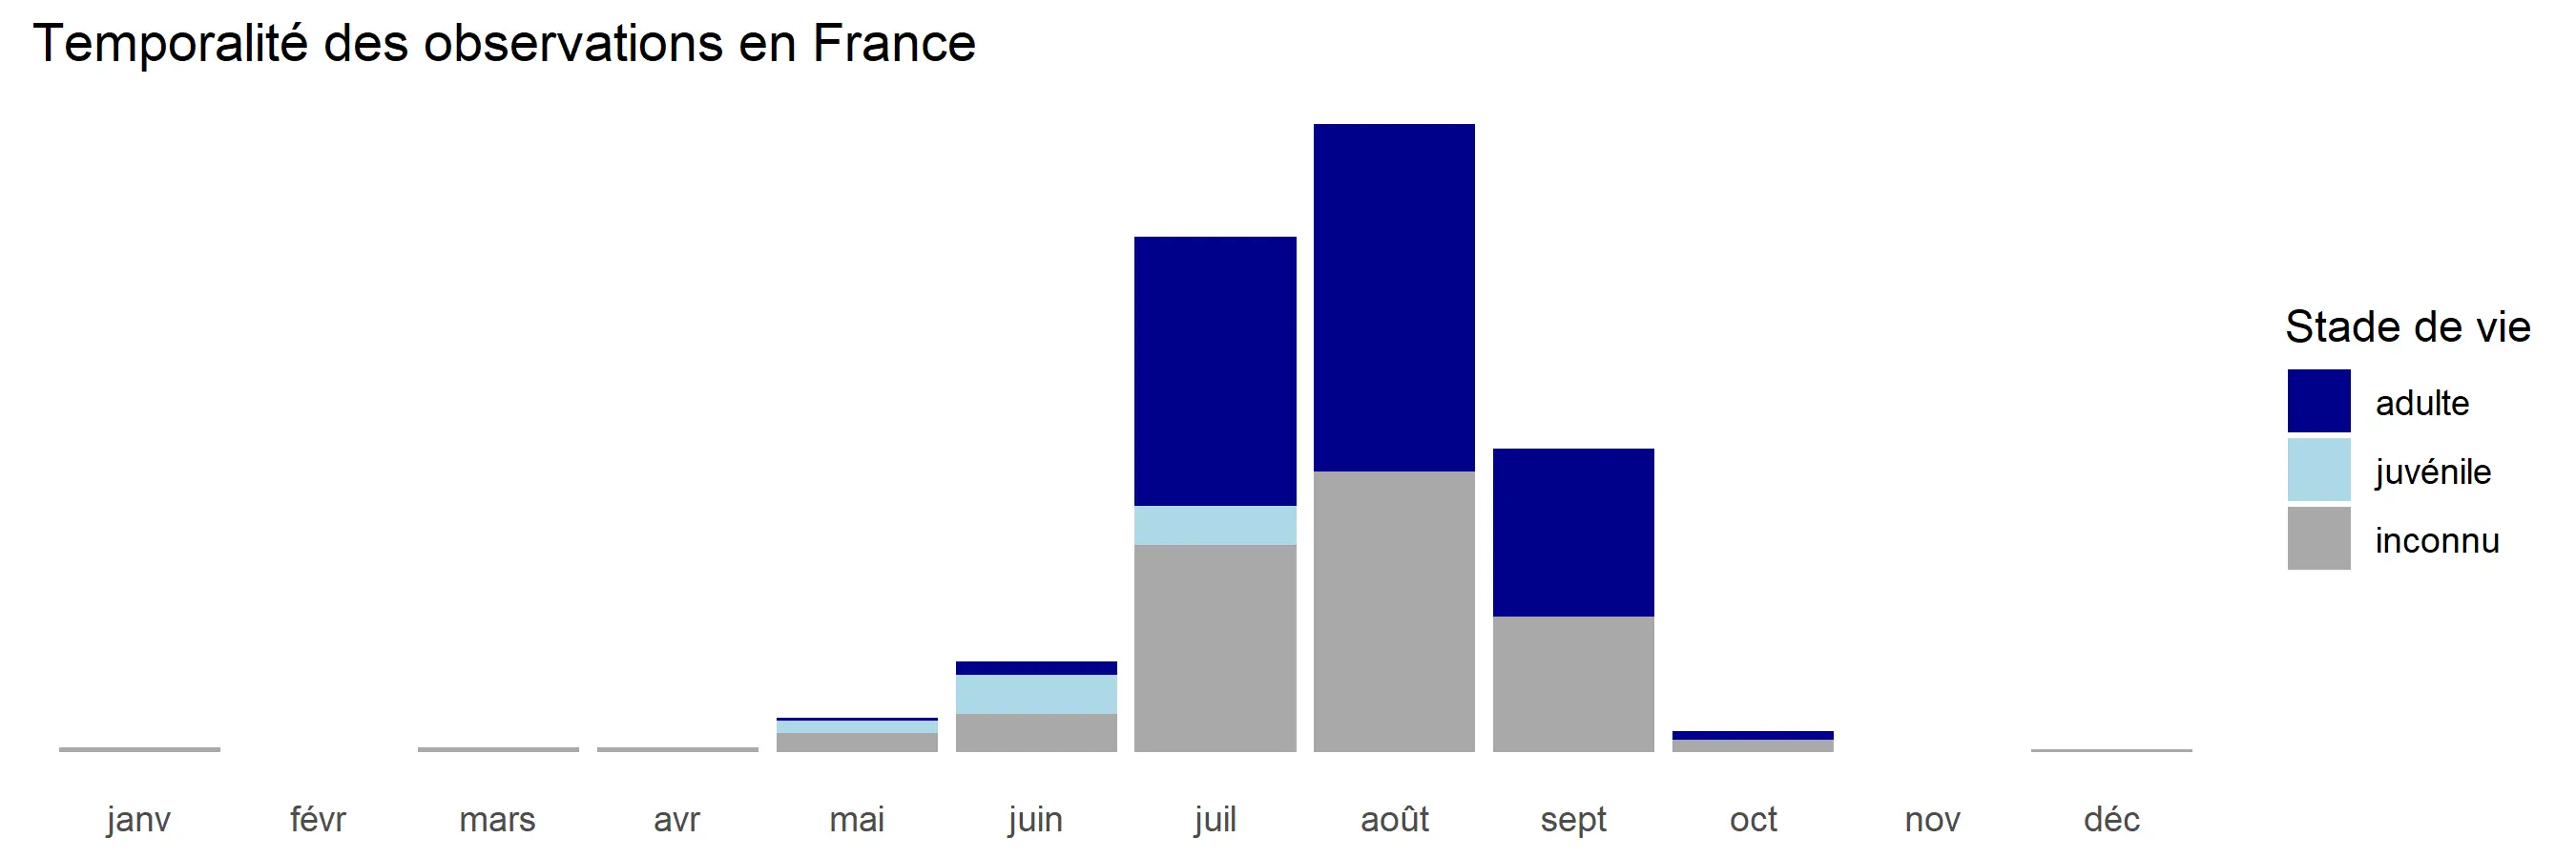 Temporalité des observations en France
Stade de vie
adulte
juvénile
inconnu
janv févr mars avr mai juin juil août sept oct nov déc